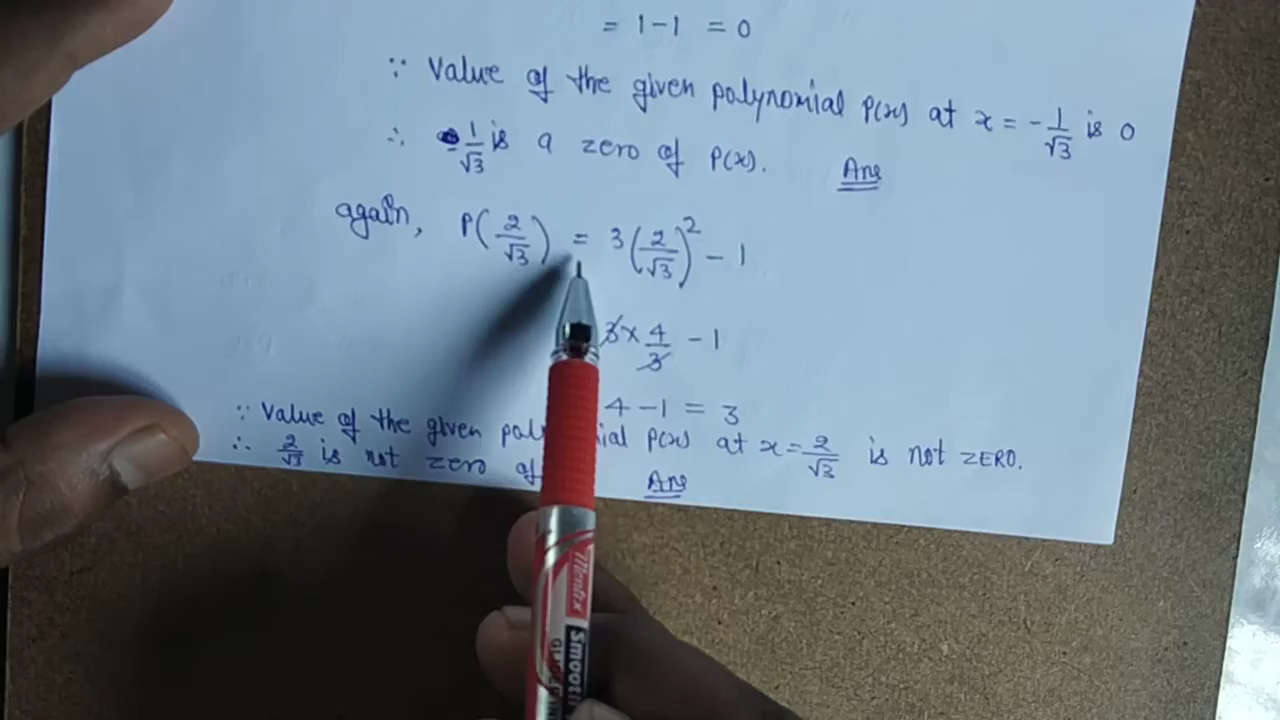 = 1-1 = 0
∵ Value of the given polynomial P(x) at x = -1/√3 is 0
∴ -1/√3 is a zero of P(x). Ans
again, P(2/√3) = 3(2/√3)² - 1
3 × 4/3 - 1
4 - 1 = 3
∵ Value of the given pol ial P(x) at x = 2/√3 is not ZERO.
∴ 2/√3 is not zero of Ans
Montex
Smoot